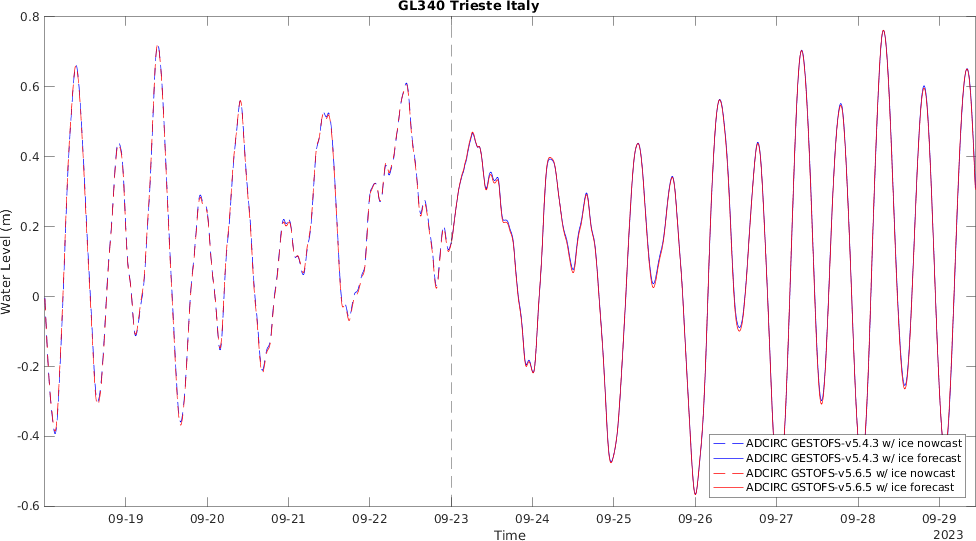 GL340 Trieste Italy
0.8
0.6
0.4
0.2
0
-0.2
-0.4
-0.6
Water Level (m)
ADCIRC GESTOFS-v5.4.3 w/ ice nowcast
ADCIRC GESTOFS-v5.4.3 w/ ice forecast
ADCIRC GSTOFS-v5.6.5 w/ ice nowcast
ADCIRC GSTOFS-v5.6.5 w/ ice forecast
09-19 09-20 09-21 09-22 09-23 09-24 09-25 09-26 09-27 09-28 09-29
Time 2023